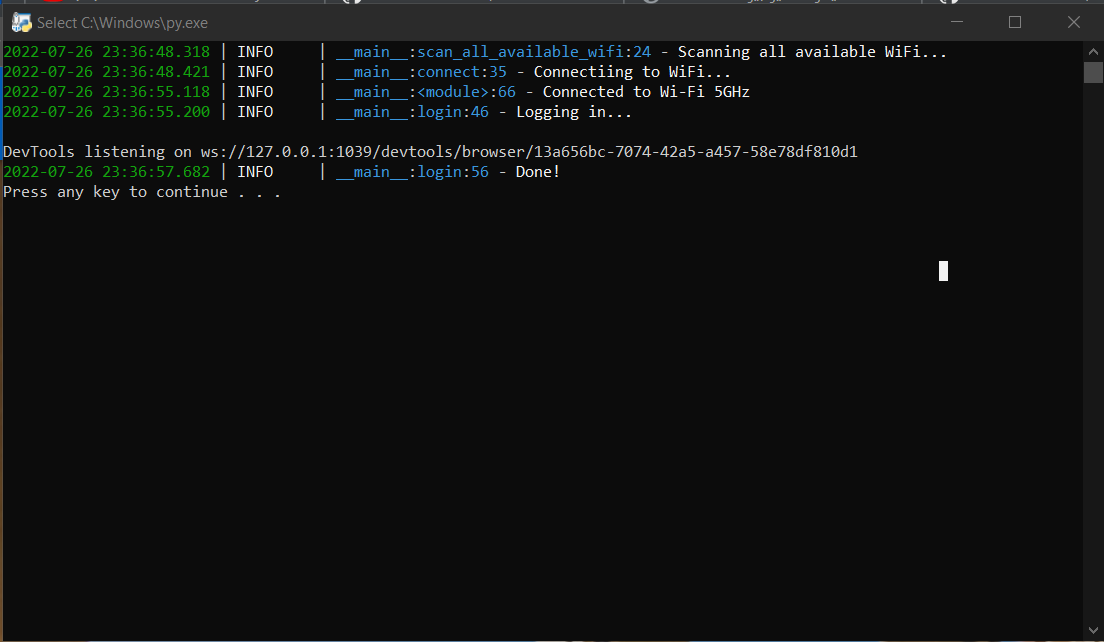 Select C:\Windows\py.exe
2022-07-26 23:36:48.318 | INFO     | __main__:scan_all_available_wifi:24 - Scanning all available WiFi...
2022-07-26 23:36:48.421 | INFO     | __main__:connect:35 - Connectiing to WiFi...
2022-07-26 23:36:55.118 | INFO     | __main__:<module>:66 - Connected to Wi-Fi 5GHz
2022-07-26 23:36:55.200 | INFO     | __main__:login:46 - Logging in...
DevTools listening on ws://127.0.0.1:1039/devtools/browser/13a656bc-7074-42a5-a457-58e78df810d1
2022-07-26 23:36:57.682 | INFO     | __main__:login:56 - Done!
Press any key to continue . . .